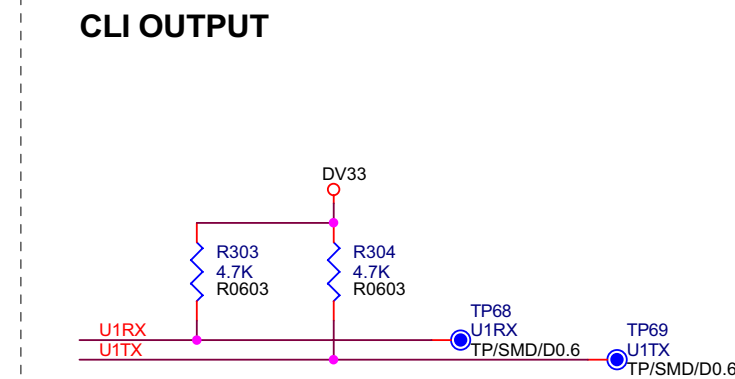 CLI OUTPUT
DV33
R303
4.7K
R0603
R304
4.7K
R0603
U1RX
U1TX
TP68
U1RX
TP/SMD/D0.6
TP69
U1TX
TP/SMD/D0.6